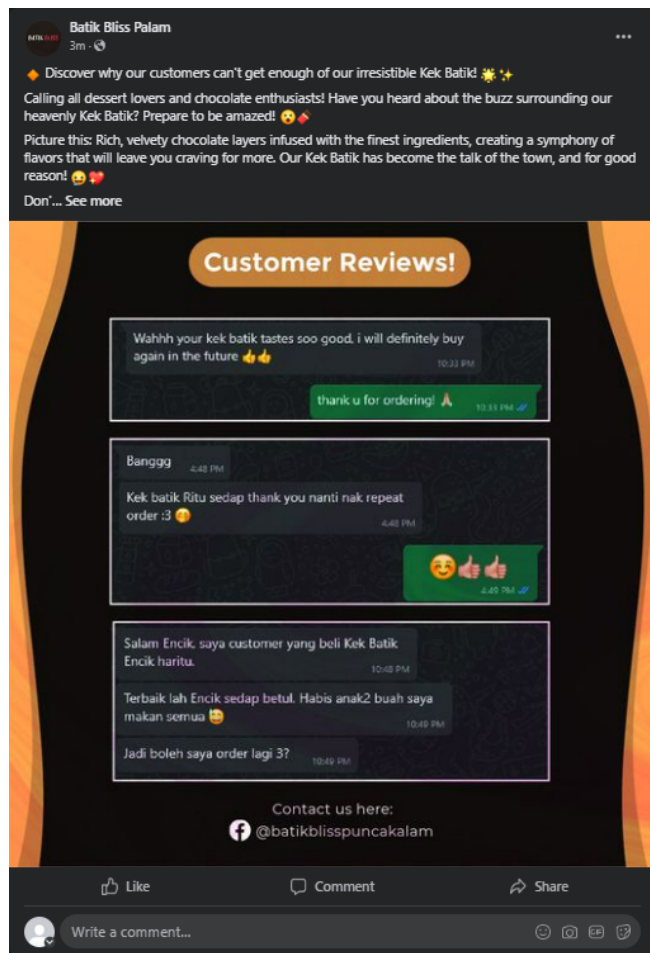 BATIK BLISS
Batik Bliss Palam
3m ·
🔸 Discover why our customers can't get enough of our irresistible Kek Batik! 🌟✨
Calling all dessert lovers and chocolate enthusiasts! Have you heard about the buzz surrounding our
heavenly Kek Batik? Prepare to be amazed! 😮🍫
Picture this: Rich, velvety chocolate layers infused with the finest ingredients, creating a symphony of
flavors that will leave you craving for more. Our Kek Batik has become the talk of the town, and for good
reason! 😋💖
Don'... See more
Customer Reviews!
Wahhh your kek batik tastes soo good, i will definitely buy
again in the future 👍👍
10:33 PM
thank u for ordering! 🙏
10:33 PM
Banggg
4:48 PM
Kek batik Ritu sedap thank you nanti nak repeat
order :3 🤭
4:48 PM
☺️👍👍
4:49 PM
Salam Encik, saya customer yang beli Kek Batik
Encik haritu.
10:48 PM
Terbaik lah Encik sedap betul. Habis anak2 buah saya
makan semua 😅
10:49 PM
Jadi boleh saya order lagi 3?
10:49 PM
Contact us here:
@batikblisspuncakalam
Like
Comment
Share
Write a comment...
GIF